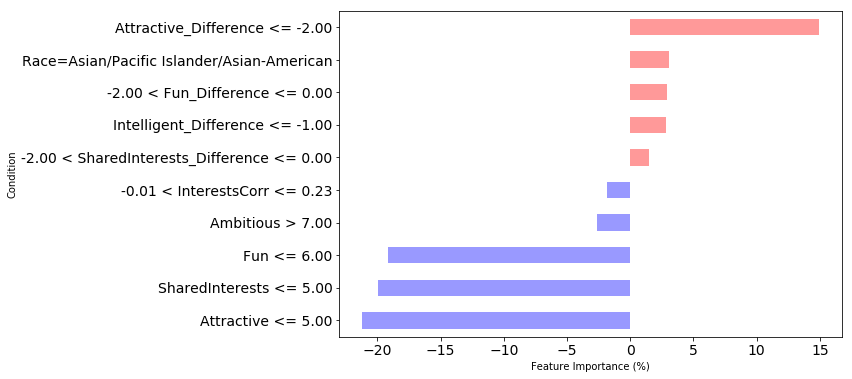 Attractive_Difference <= -2.00
Race=Asian/Pacific Islander/Asian-American
-2.00 < Fun_Difference <= 0.00
Intelligent_Difference <= -1.00
-2.00 < SharedInterests_Difference <= 0.00
-0.01 < InterestsCorr <= 0.23
Ambitious > 7.00
Fun <= 6.00
SharedInterests <= 5.00
Attractive <= 5.00
Condition
−20 −15 −10 −5 0 5 10 15
Feature Importance (%)